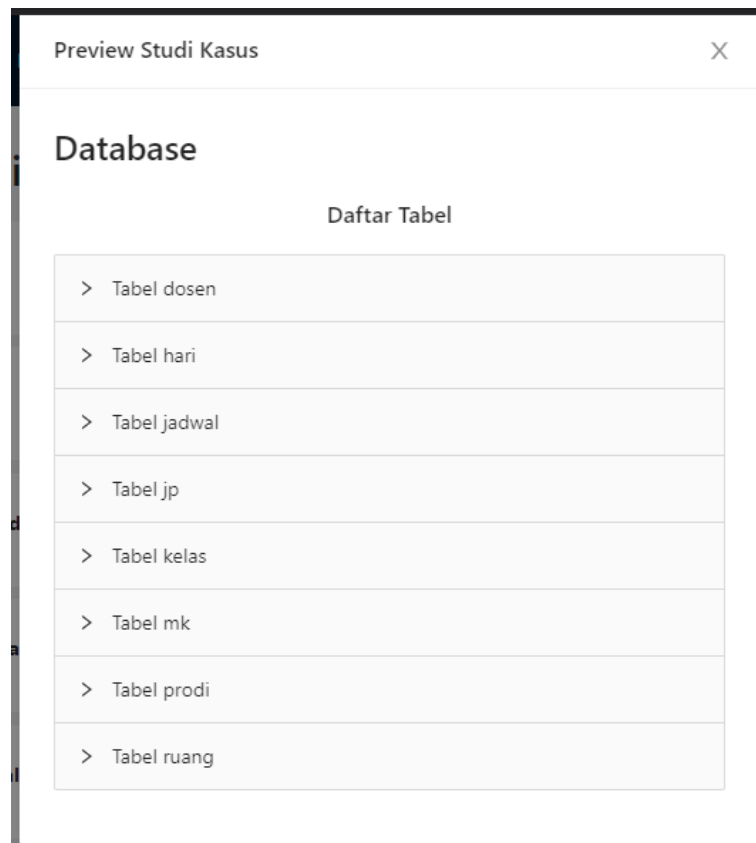 Preview Studi Kasus
Database
Daftar Tabel
Tabel dosen
Tabel hari
Tabel jadwal
Tabel jp
Tabel kelas
Tabel mk
Tabel prodi
Tabel ruang